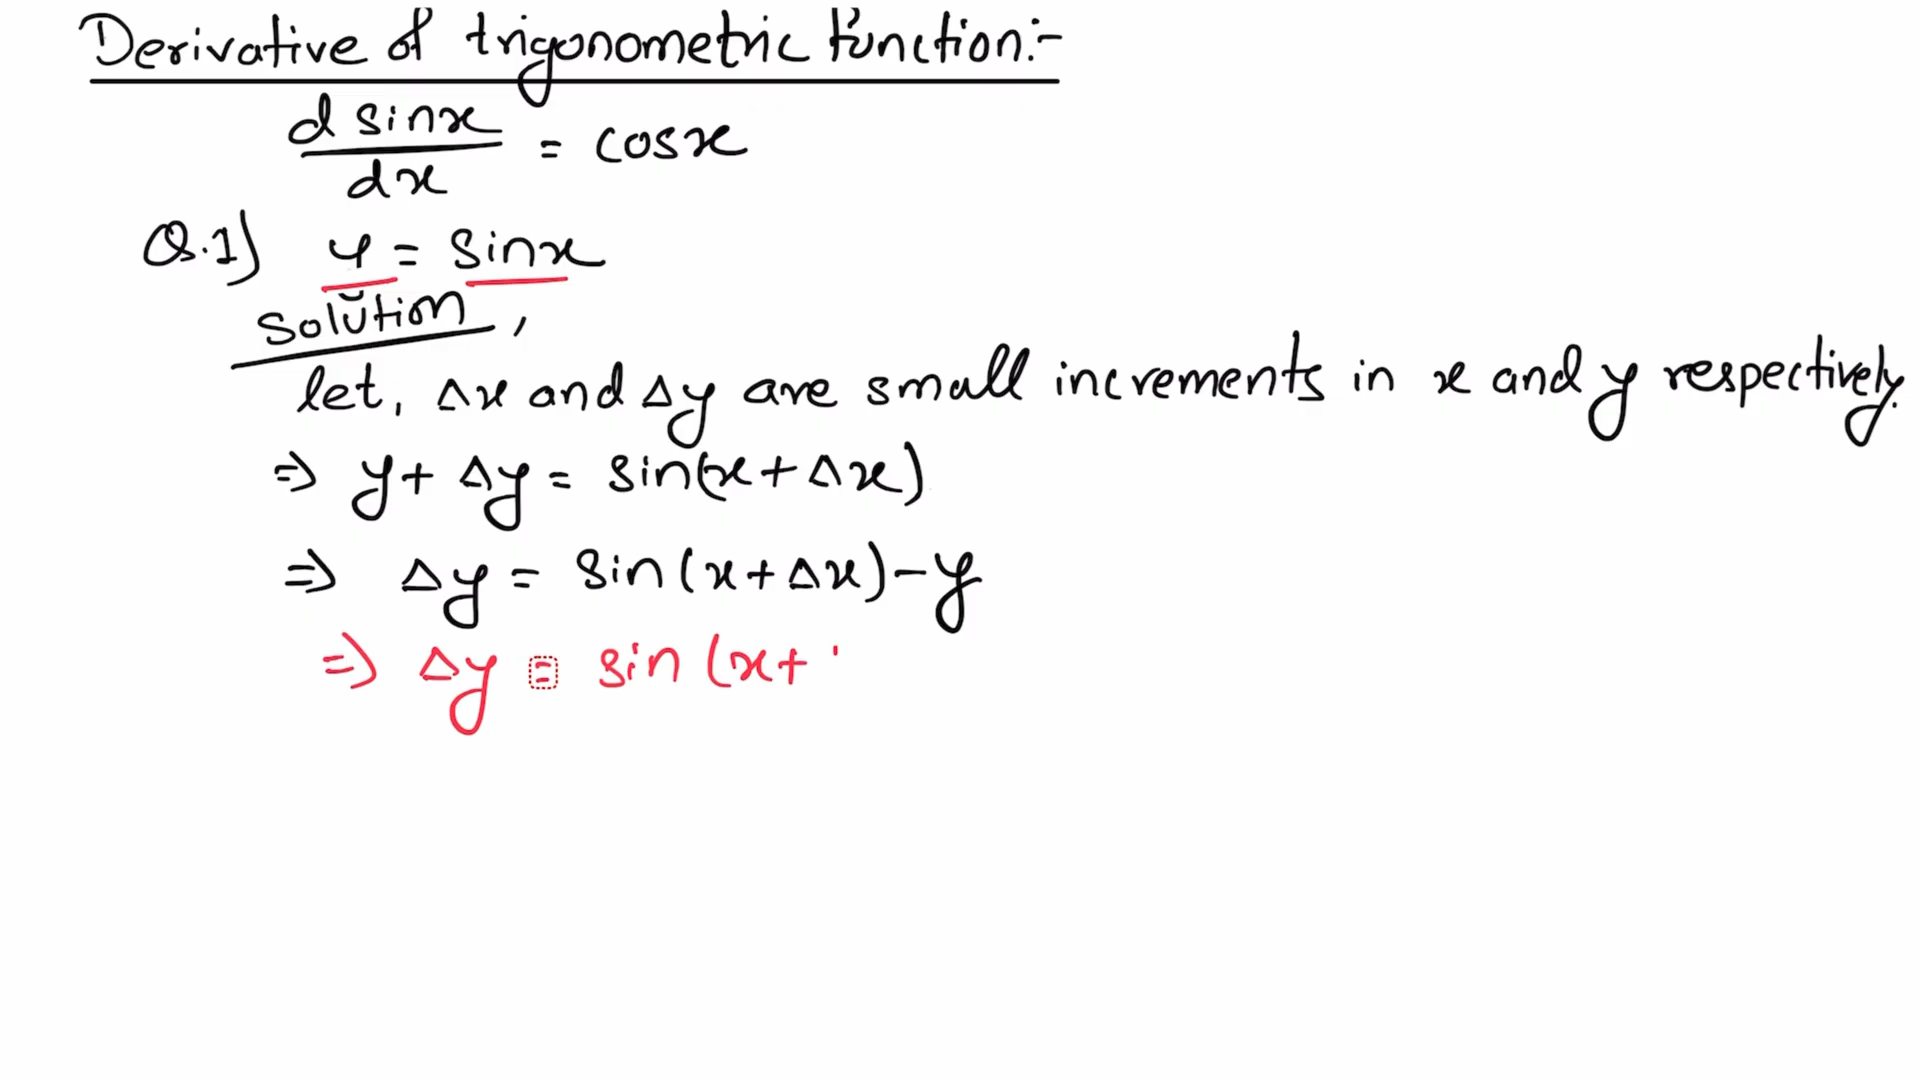 Derivative of trigonometric function:-
d sinx / dx = cosx
Q.1) y = sinx
Solution,
let, Δx and Δy are small increments in x and y respectively.
⇒ y + Δy = sin(x + Δx)
⇒ Δy = sin(x + Δx) - y
⇒ Δy = sin (x +